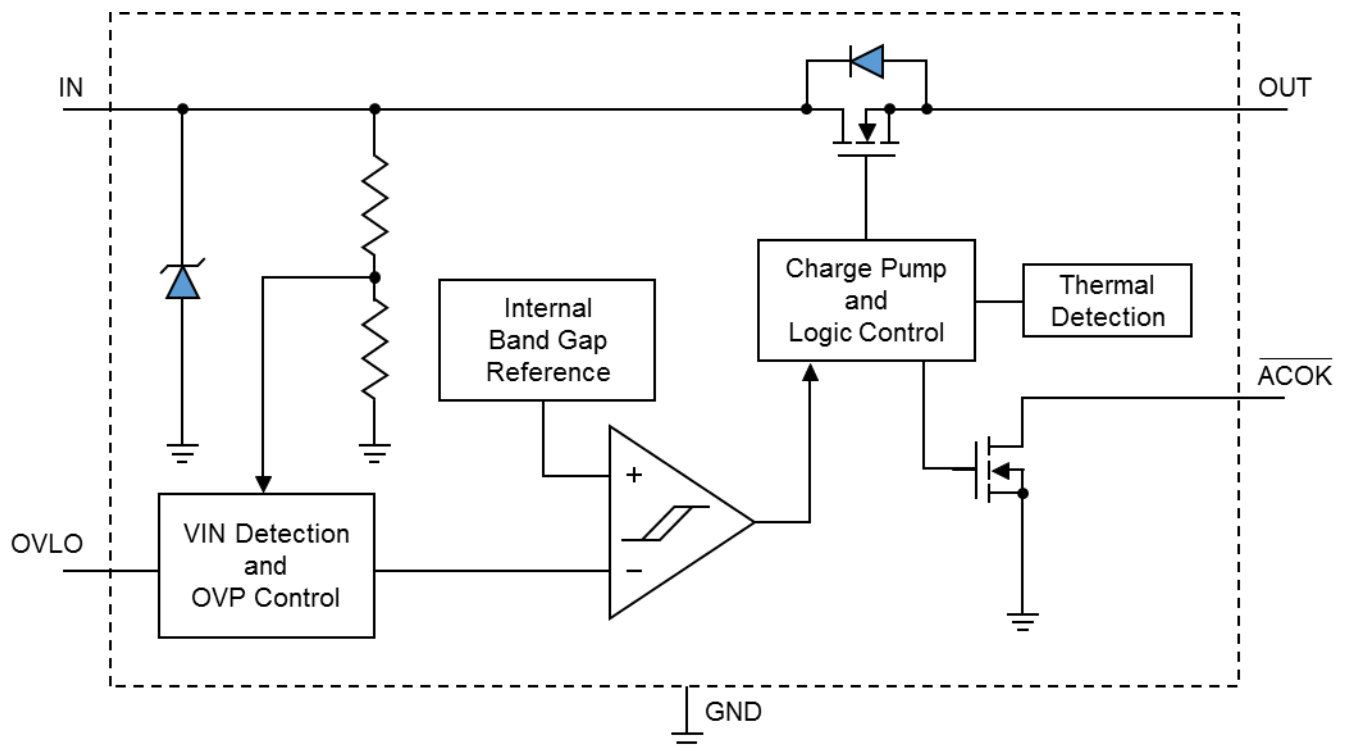 IN
OUT
Charge Pump
and
Logic Control
Thermal
Detection
Internal
Band Gap
Reference
ACOK
+
VIN Detection
and
OVP Control
OVLO
−
GND